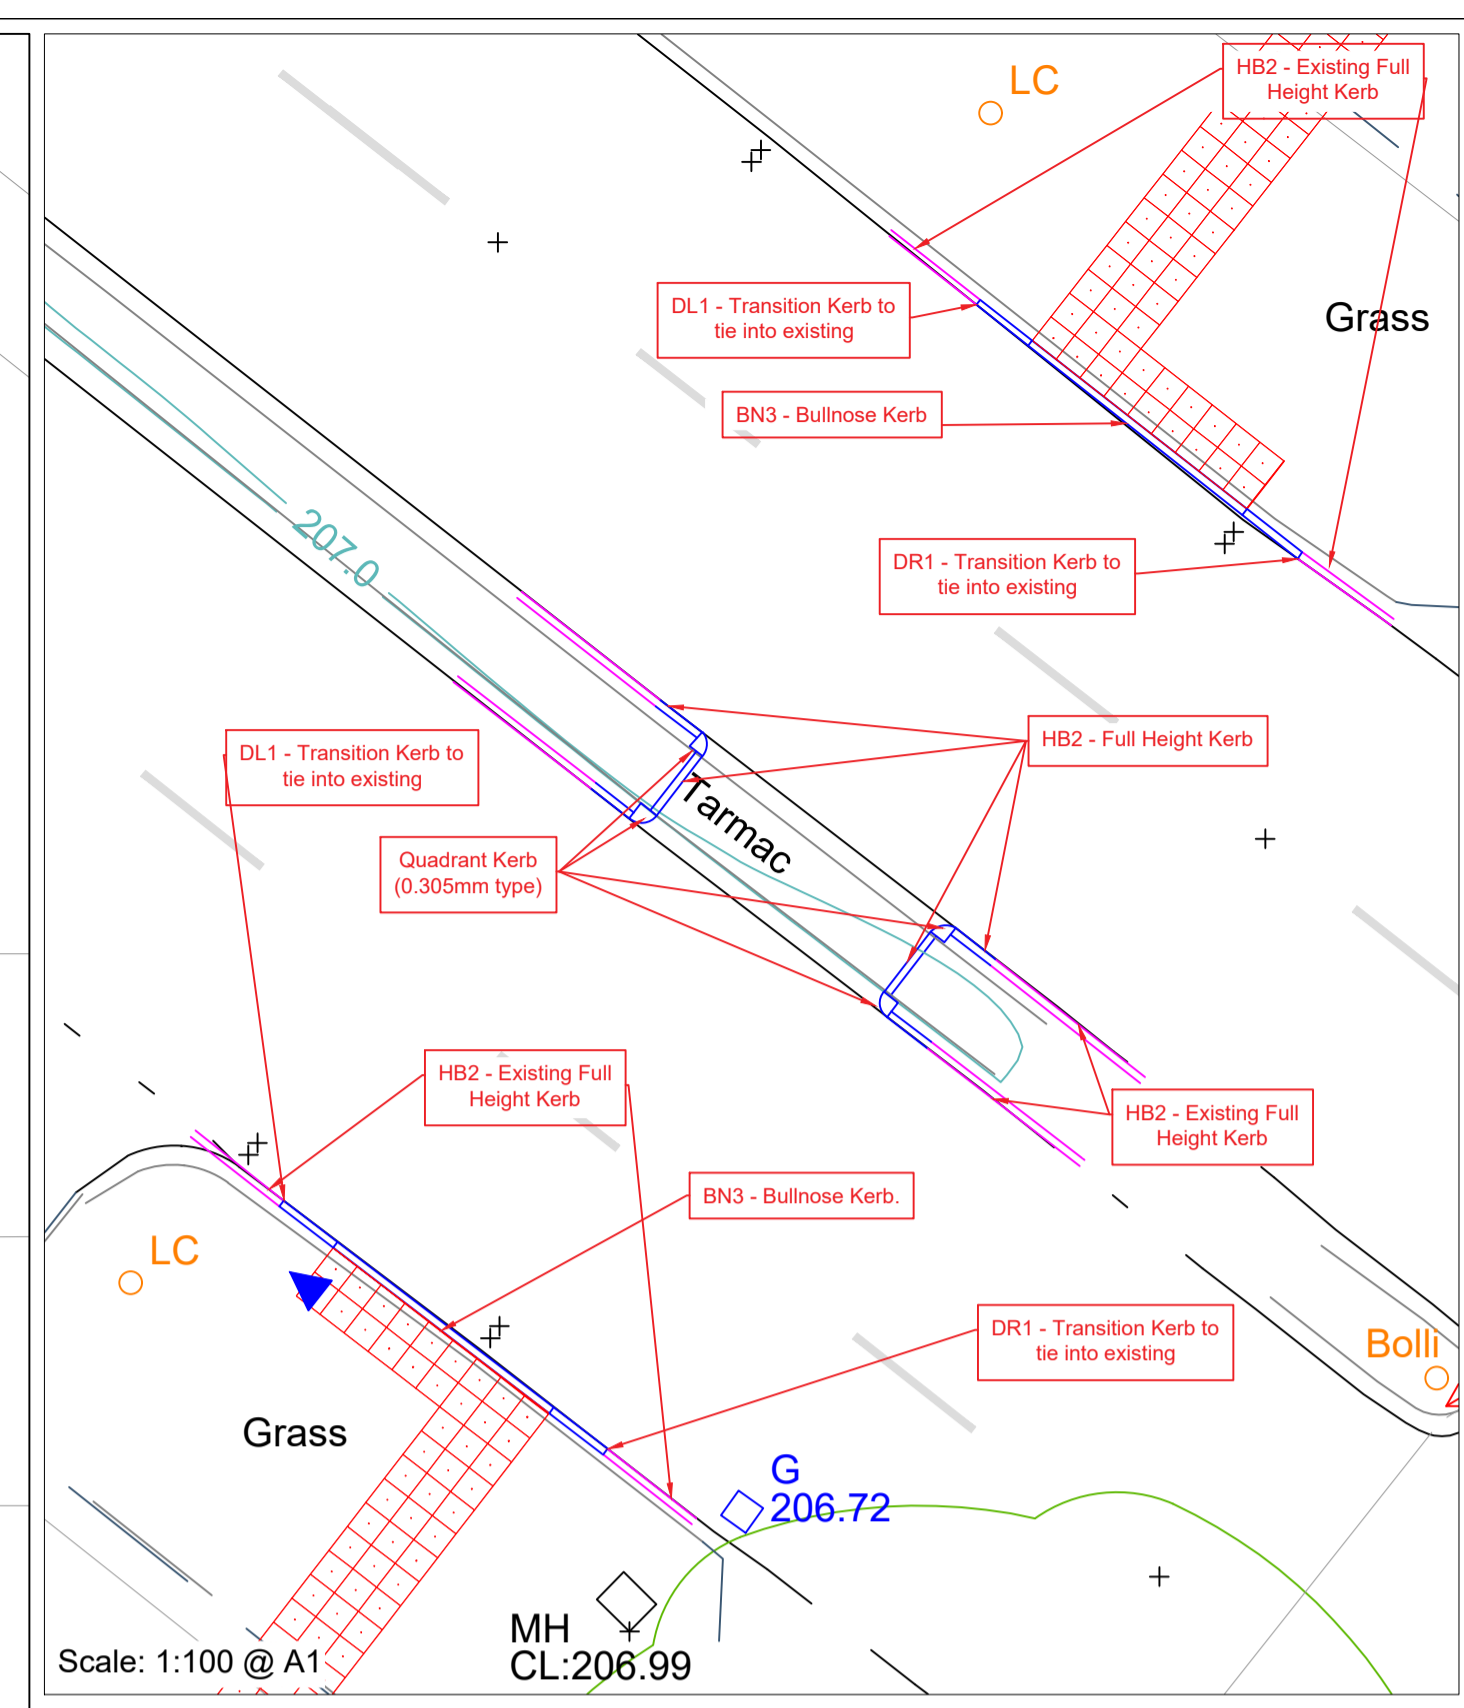 HB2 - Existing Full
Height Kerb
LC
DL1 - Transition Kerb to
tie into existing
Grass
BN3 - Bullnose Kerb
207.0
DR1 - Transition Kerb to
tie into existing
HB2 - Full Height Kerb
DL1 - Transition Kerb to
tie into existing
Tarmac
Quadrant Kerb
(0.305mm type)
HB2 - Existing Full
Height Kerb
HB2 - Existing Full
Height Kerb
BN3 - Bullnose Kerb.
LC
DR1 - Transition Kerb to
tie into existing
Bolli
Grass
G
206.72
MH
CL:206.99
Scale: 1:100 @ A1